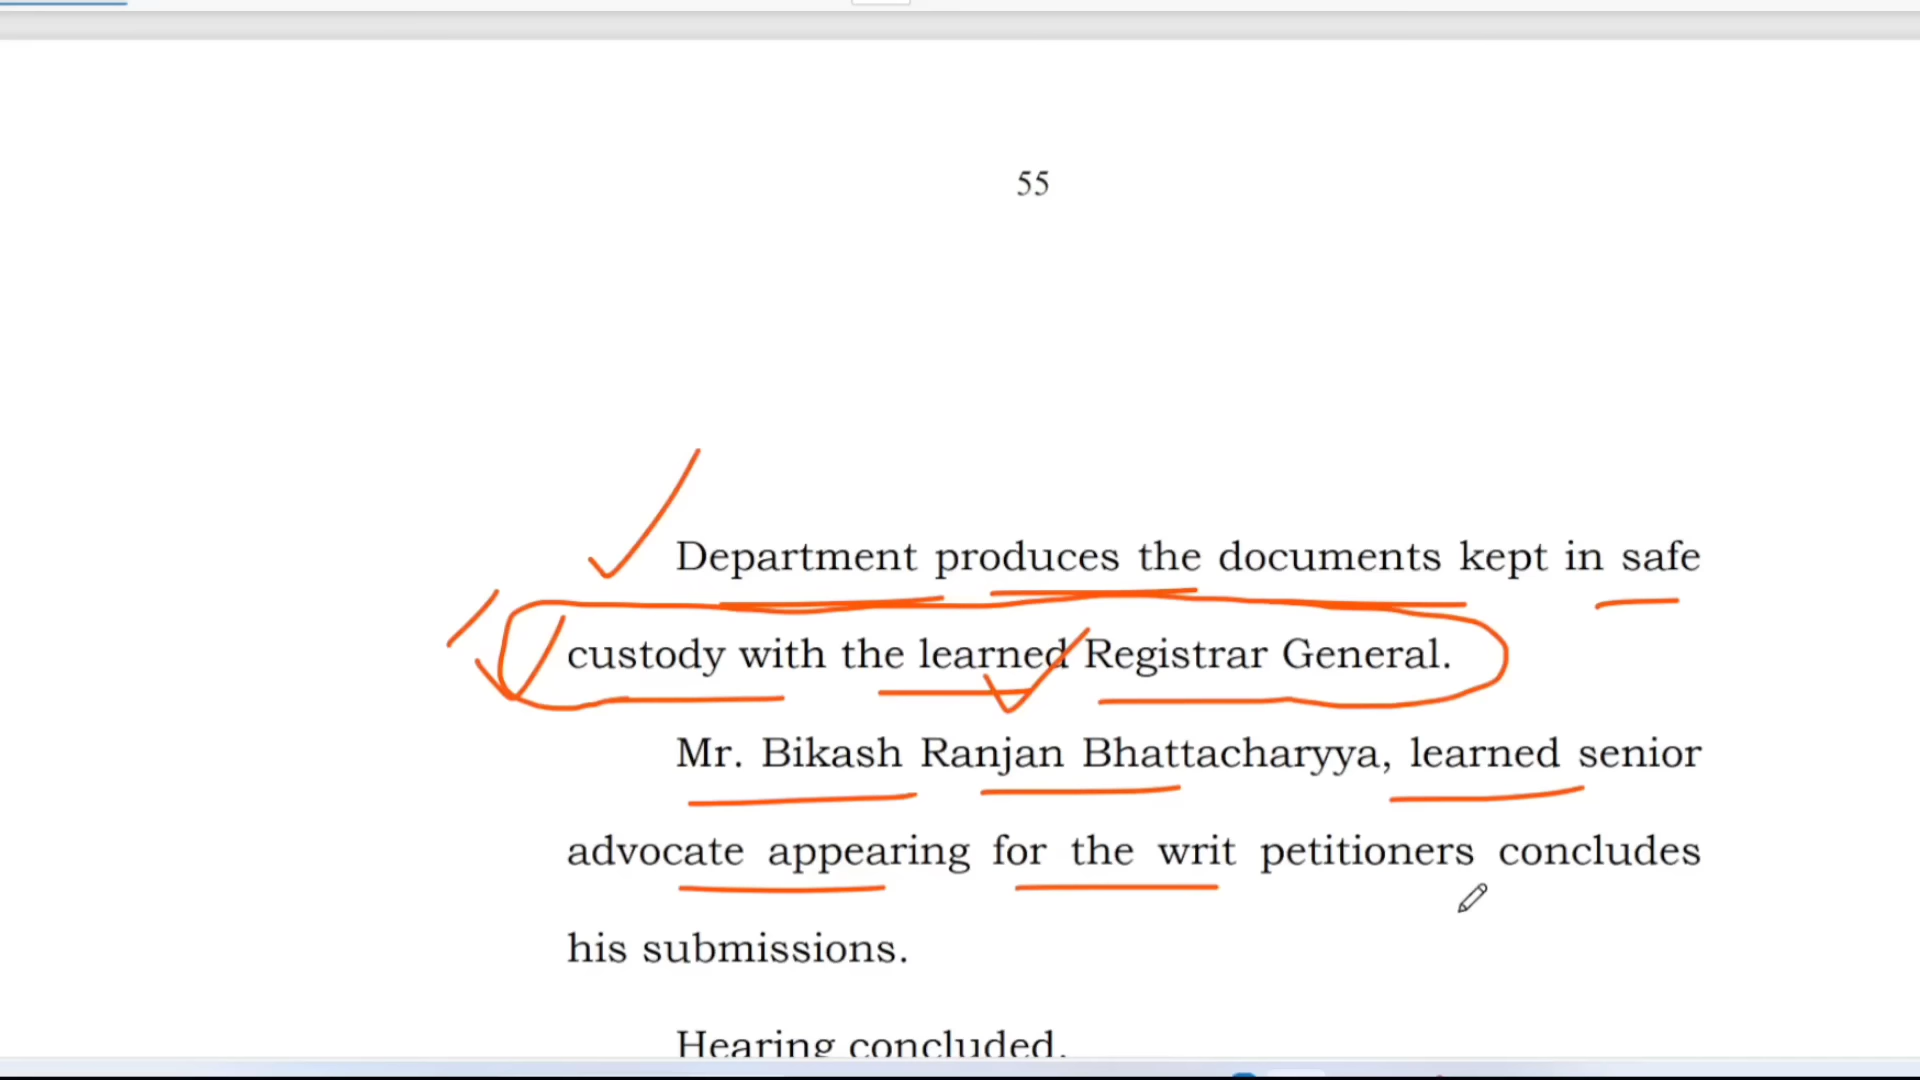 55
Department produces the documents kept in safe
custody with the learned Registrar General.
Mr. Bikash Ranjan Bhattacharyya, learned senior
advocate appearing for the writ petitioners concludes
his submissions.
Hearing concluded.